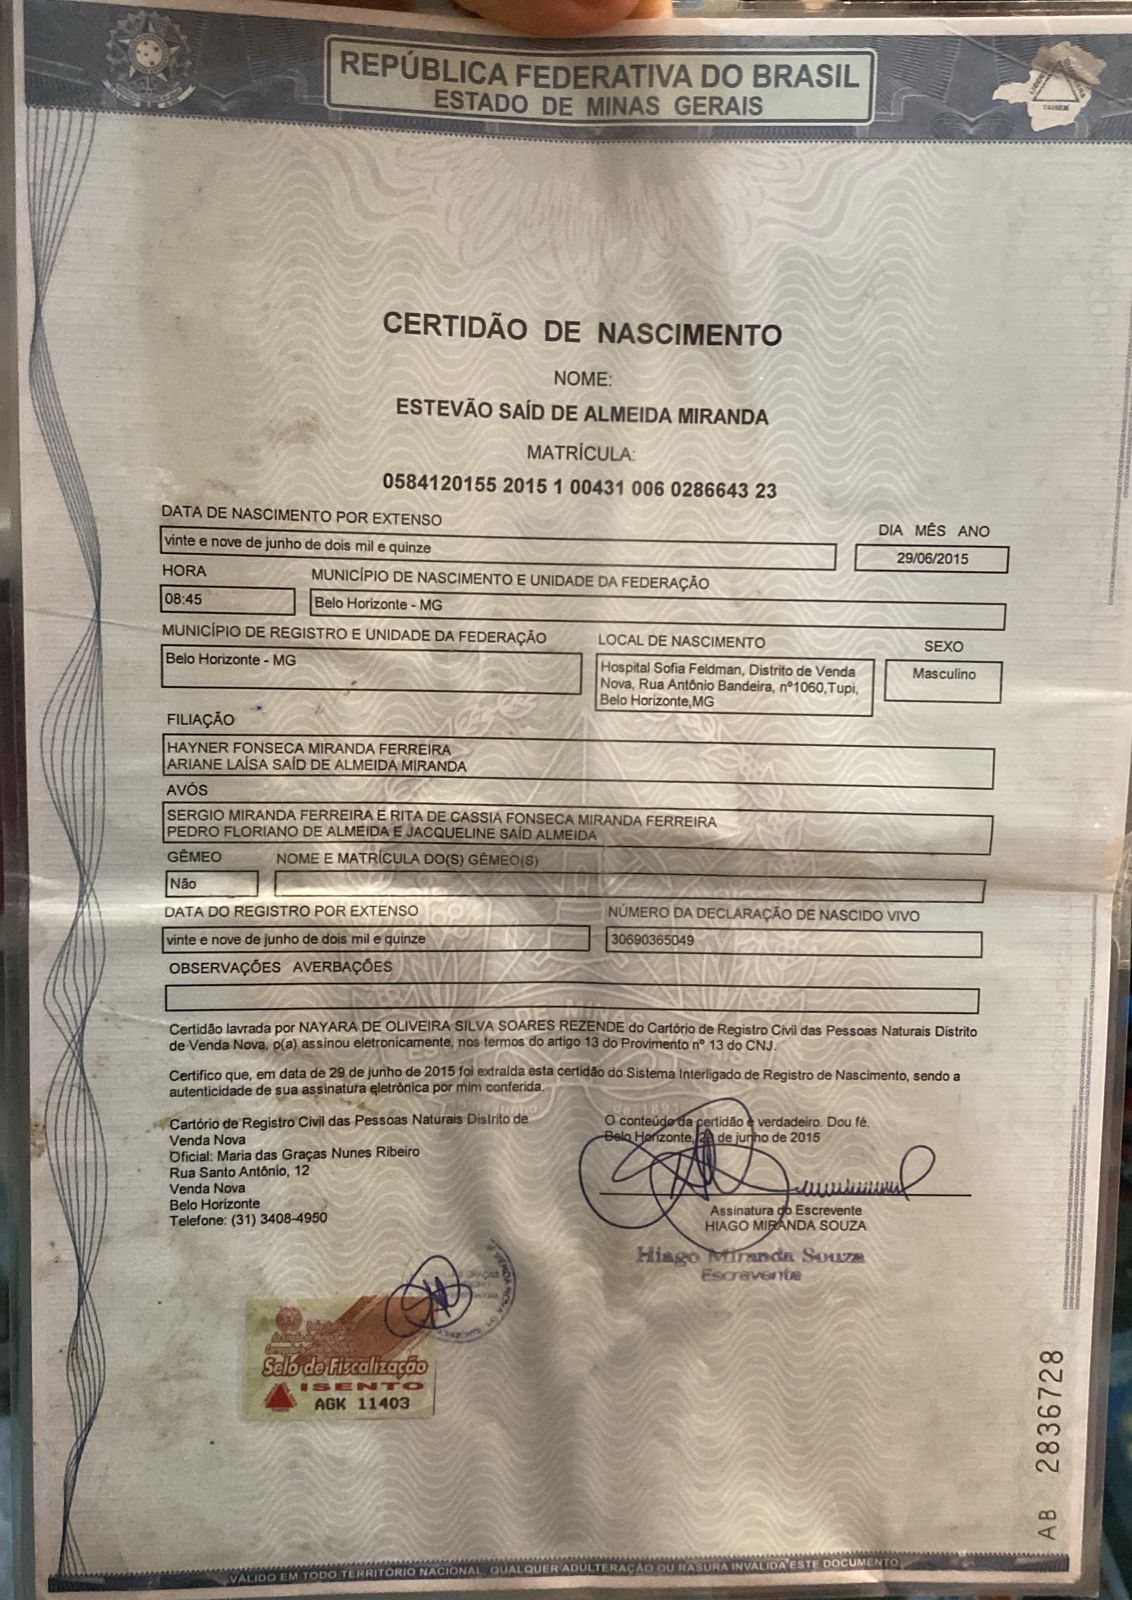 REPÚBLICA FEDERATIVA DO BRASIL
ESTADO DE MINAS GERAIS
CERTIDÃO DE NASCIMENTO
NOME:
ESTEVÃO SAÍD DE ALMEIDA MIRANDA
MATRÍCULA:
0584120155 2015 1 00431 006 0286643 23
DATA DE NASCIMENTO POR EXTENSO
DIA MÊS ANO
vinte e nove de junho de dois mil e quinze
29/06/2015
HORA
MUNICÍPIO DE NASCIMENTO E UNIDADE DA FEDERAÇÃO
08:45
Belo Horizonte - MG
MUNICÍPIO DE REGISTRO E UNIDADE DA FEDERAÇÃO
LOCAL DE NASCIMENTO
SEXO
Belo Horizonte - MG
Hospital Sofia Feldman, Distrito de Venda
Nova, Rua Antônio Bandeira, nº1060,Tupi,
Belo Horizonte,MG
Masculino
FILIAÇÃO
HAYNER FONSECA MIRANDA FERREIRA
ARIANE LAÍSA SAÍD DE ALMEIDA MIRANDA
AVÓS
SERGIO MIRANDA FERREIRA E RITA DE CASSIA FONSECA MIRANDA FERREIRA
PEDRO FLORIANO DE ALMEIDA E JACQUELINE SAÍD ALMEIDA
GÊMEO
NOME E MATRÍCULA DO(S) GÊMEO(S)
Não
DATA DO REGISTRO POR EXTENSO
NÚMERO DA DECLARAÇÃO DE NASCIDO VIVO
vinte e nove de junho de dois mil e quinze
30690365049
OBSERVAÇÕES AVERBAÇÕES
Certidão lavrada por NAYARA DE OLIVEIRA SILVA SOARES REZENDE do Cartório de Registro Civil das Pessoas Naturais Distrito
de Venda Nova, o(a) assinou eletronicamente, nos termos do artigo 13 do Provimento nº 13 do CNJ.
Certifico que, em data de 29 de junho de 2015 foi extraída esta certidão do Sistema Interligado de Registro de Nascimento, sendo a
autenticidade de sua assinatura eletrônica por mim conferida.
Cartório de Registro Civil das Pessoas Naturais Distrito de
Venda Nova
Oficial: Maria das Graças Nunes Ribeiro
Rua Santo Antônio, 12
Venda Nova
Belo Horizonte
Telefone: (31) 3408-4950
O conteúdo da certidão é verdadeiro. Dou fé.
Belo Horizonte, 29 de junho de 2015
Assinatura do Escrevente
HIAGO MIRANDA SOUZA
Hiago Miranda Souza
Escrevente
Selo de Fiscalização
ISENTO
AGK 11403
AB 2836728
VÁLIDO EM TODO TERRITÓRIO NACIONAL, QUALQUER ADULTERAÇÃO OU RASURA INVALIDA ESTE DOCUMENTO